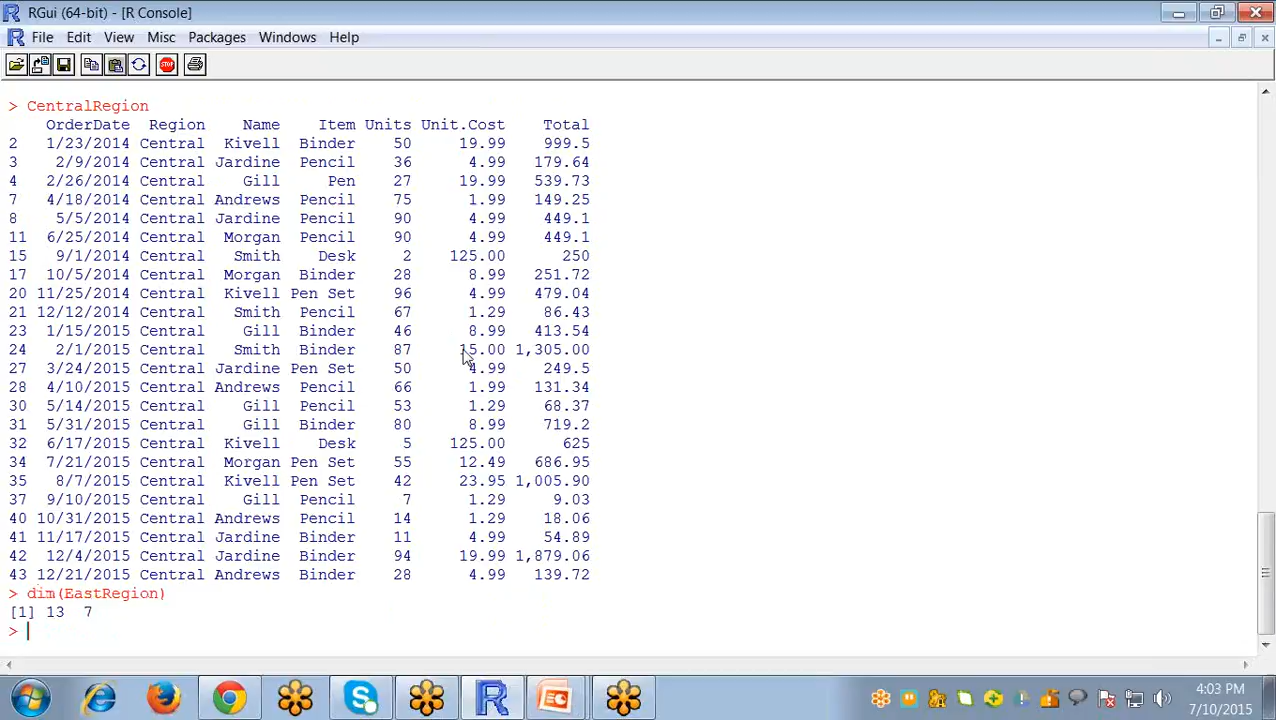 RGui (64-bit) - [R Console]
File Edit View Misc Packages Windows Help
STOP
> CentralRegion
OrderDate Region Name Item Units Unit.Cost Total
2 1/23/2014 Central Kivell Binder 50 19.99 999.5
3 2/9/2014 Central Jardine Pencil 36 4.99 179.64
4 2/26/2014 Central Gill Pen 27 19.99 539.73
7 4/18/2014 Central Andrews Pencil 75 1.99 149.25
8 5/5/2014 Central Jardine Pencil 90 4.99 449.1
11 6/25/2014 Central Morgan Pencil 90 4.99 449.1
15 9/1/2014 Central Smith Desk 2 125.00 250
17 10/5/2014 Central Morgan Binder 28 8.99 251.72
20 11/25/2014 Central Kivell Pen Set 96 4.99 479.04
21 12/12/2014 Central Smith Pencil 67 1.29 86.43
23 1/15/2015 Central Gill Binder 46 8.99 413.54
24 2/1/2015 Central Smith Binder 87 15.00 1,305.00
27 3/24/2015 Central Jardine Pen Set 50 4.99 249.5
28 4/10/2015 Central Andrews Pencil 66 1.99 131.34
30 5/14/2015 Central Gill Pencil 53 1.29 68.37
31 5/31/2015 Central Gill Binder 80 8.99 719.2
32 6/17/2015 Central Kivell Desk 5 125.00 625
34 7/21/2015 Central Morgan Pen Set 55 12.49 686.95
35 8/7/2015 Central Kivell Pen Set 42 23.95 1,005.90
37 9/10/2015 Central Gill Pencil 7 1.29 9.03
40 10/31/2015 Central Andrews Pencil 14 1.29 18.06
41 11/17/2015 Central Jardine Binder 11 4.99 54.89
42 12/4/2015 Central Jardine Binder 94 19.99 1,879.06
43 12/21/2015 Central Andrews Binder 28 4.99 139.72
> dim(EastRegion)
[1] 13 7
>
4:03 PM
7/10/2015